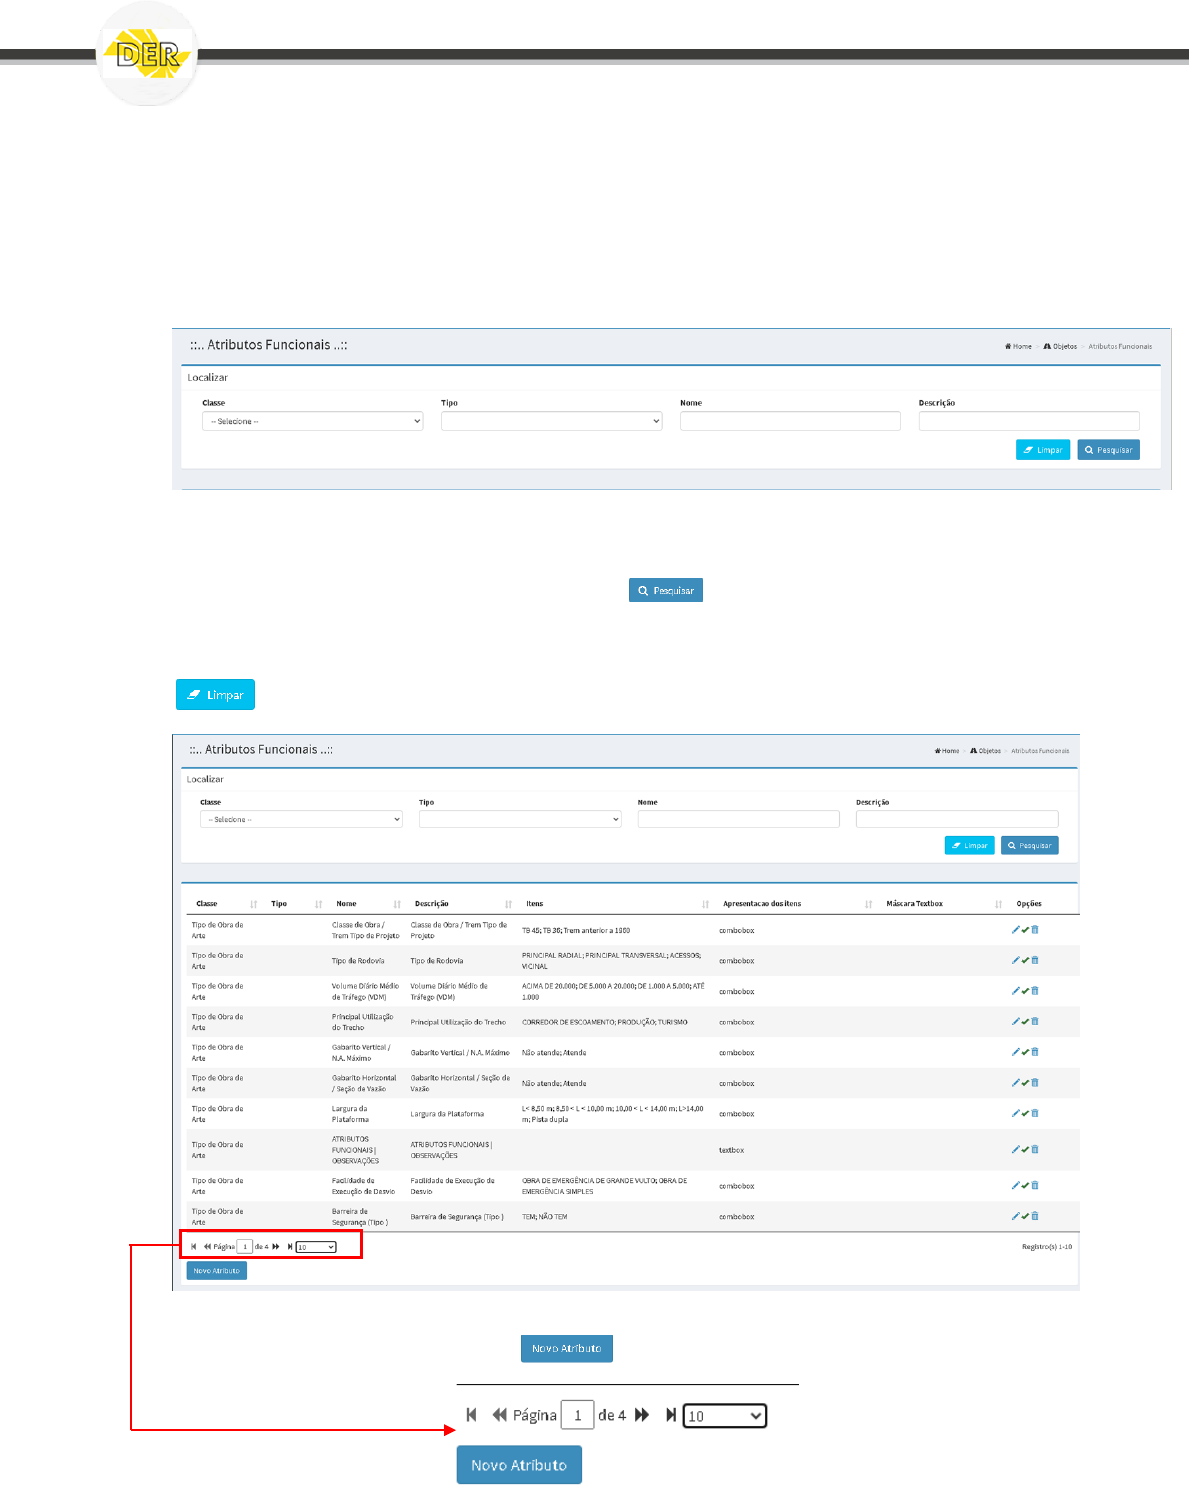 DER
::.. Atributos Funcionais ..::
Home > Objetos > Atributos Funcionais
Localizar
Classe Tipo Nome Descrição
-- Selecione --
Limpar Pesquisar
Pesquisar
Limpar
::.. Atributos Funcionais ..::
Home > Objetos > Atributos Funcionais
Localizar
Classe Tipo Nome Descrição
-- Selecione --
Limpar Pesquisar
Classe Tipo Nome Descrição Itens Apresentacao dos itens Máscara Textbox Opções
Tipo de Obra de Classe de Obra / Classe de Obra / Trem Tipo de
Arte Trem Tipo de Projeto Projeto TB 45; TB 36; Trem anterior a 1960 combobox
Tipo de Obra de PRINCIPAL RADIAL; PRINCIPAL TRANSVERSAL; ACESSOS;
Arte Tipo de Rodovia Tipo de Rodovia VICINAL combobox
Tipo de Obra de Volume Diário Médio Volume Diário Médio de ACIMA DE 20.000; DE 5.000 A 20.000; DE 1.000 A 5.000; ATÉ
Arte de Tráfego (VDM) Tráfego (VDM) 1.000 combobox
Tipo de Obra de Principal Utilização
Arte do Trecho Principal Utilização do Trecho CORREDOR DE ESCOAMENTO; PRODUÇÃO; TURISMO combobox
Tipo de Obra de Gabarito Vertical /
Arte N.A. Máximo Gabarito Vertical / N.A. Máximo Não atende; Atende combobox
Tipo de Obra de Gabarito Horizontal Gabarito Horizontal / Seção de
Arte / Seção de Vazão Vazão Não atende; Atende combobox
Tipo de Obra de Largura da L< 8,50 m; 8,50 < L < 10,00 m; 10,00 < L < 14,00 m; L>14,00
Arte Plataforma Largura da Plataforma m; Pista dupla combobox
Tipo de Obra de ATRIBUTOS ATRIBUTOS FUNCIONAIS |
Arte FUNCIONAIS | OBSERVAÇÕES textbox
OBSERVAÇÕES
Tipo de Obra de Facilidade de Facilidade de Execução de OBRA DE EMERGÊNCIA DE GRANDE VULTO; OBRA DE
Arte Execução de Desvio Desvio EMERGÊNCIA SIMPLES combobox
Tipo de Obra de Barreira de
Arte Segurança (Tipo ) Barreira de Segurança (Tipo ) TEM; NÃO TEM combobox
Página 1 de 4 10 Registro(s) 1-10
Novo Atributo
Novo Atributo
Página 1 de 4 10
Novo Atributo